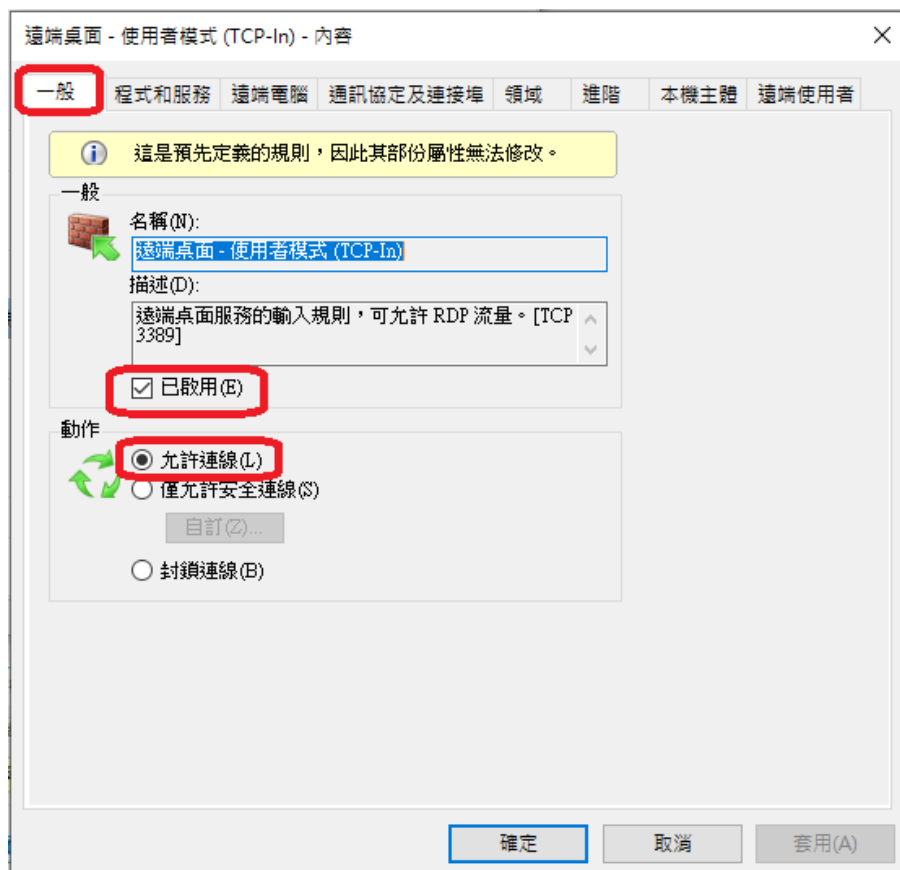 遠端桌面 - 使用者模式 (TCP-In) - 內容
一般 程式和服務 遠端電腦 通訊協定及連接埠 領域 進階 本機主體 遠端使用者
這是預先定義的規則，因此其部份屬性無法修改。
一般
名稱(N):
遠端桌面 - 使用者模式 (TCP-In)
描述(D):
遠端桌面服務的輸入規則，可允許 RDP 流量。[TCP
3389]
已啟用(E)
動作
允許連線(L)
僅允許安全連線(S)
自訂(Z)...
封鎖連線(B)
確定 取消 套用(A)